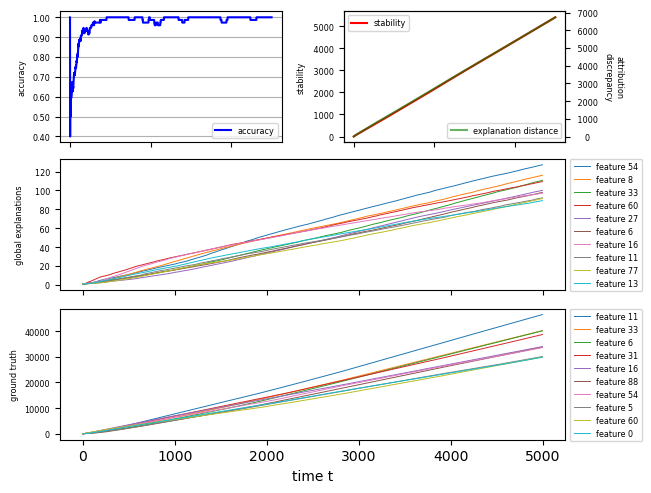 1.00
0.90
0.80
0.70
0.60
0.50
0.40
accuracy
accuracy
5000
4000
3000
2000
1000
0
stability
stability
explanation distance
7000
6000
5000
4000
3000
2000
1000
0
attribution
discrepancy
120
100
80
60
40
20
0
global explanations
feature 54
feature 8
feature 33
feature 60
feature 27
feature 6
feature 16
feature 11
feature 77
feature 13
40000
30000
20000
10000
0
ground truth
feature 11
feature 33
feature 6
feature 31
feature 16
feature 88
feature 54
feature 5
feature 60
feature 0
0 1000 2000 3000 4000 5000
time t